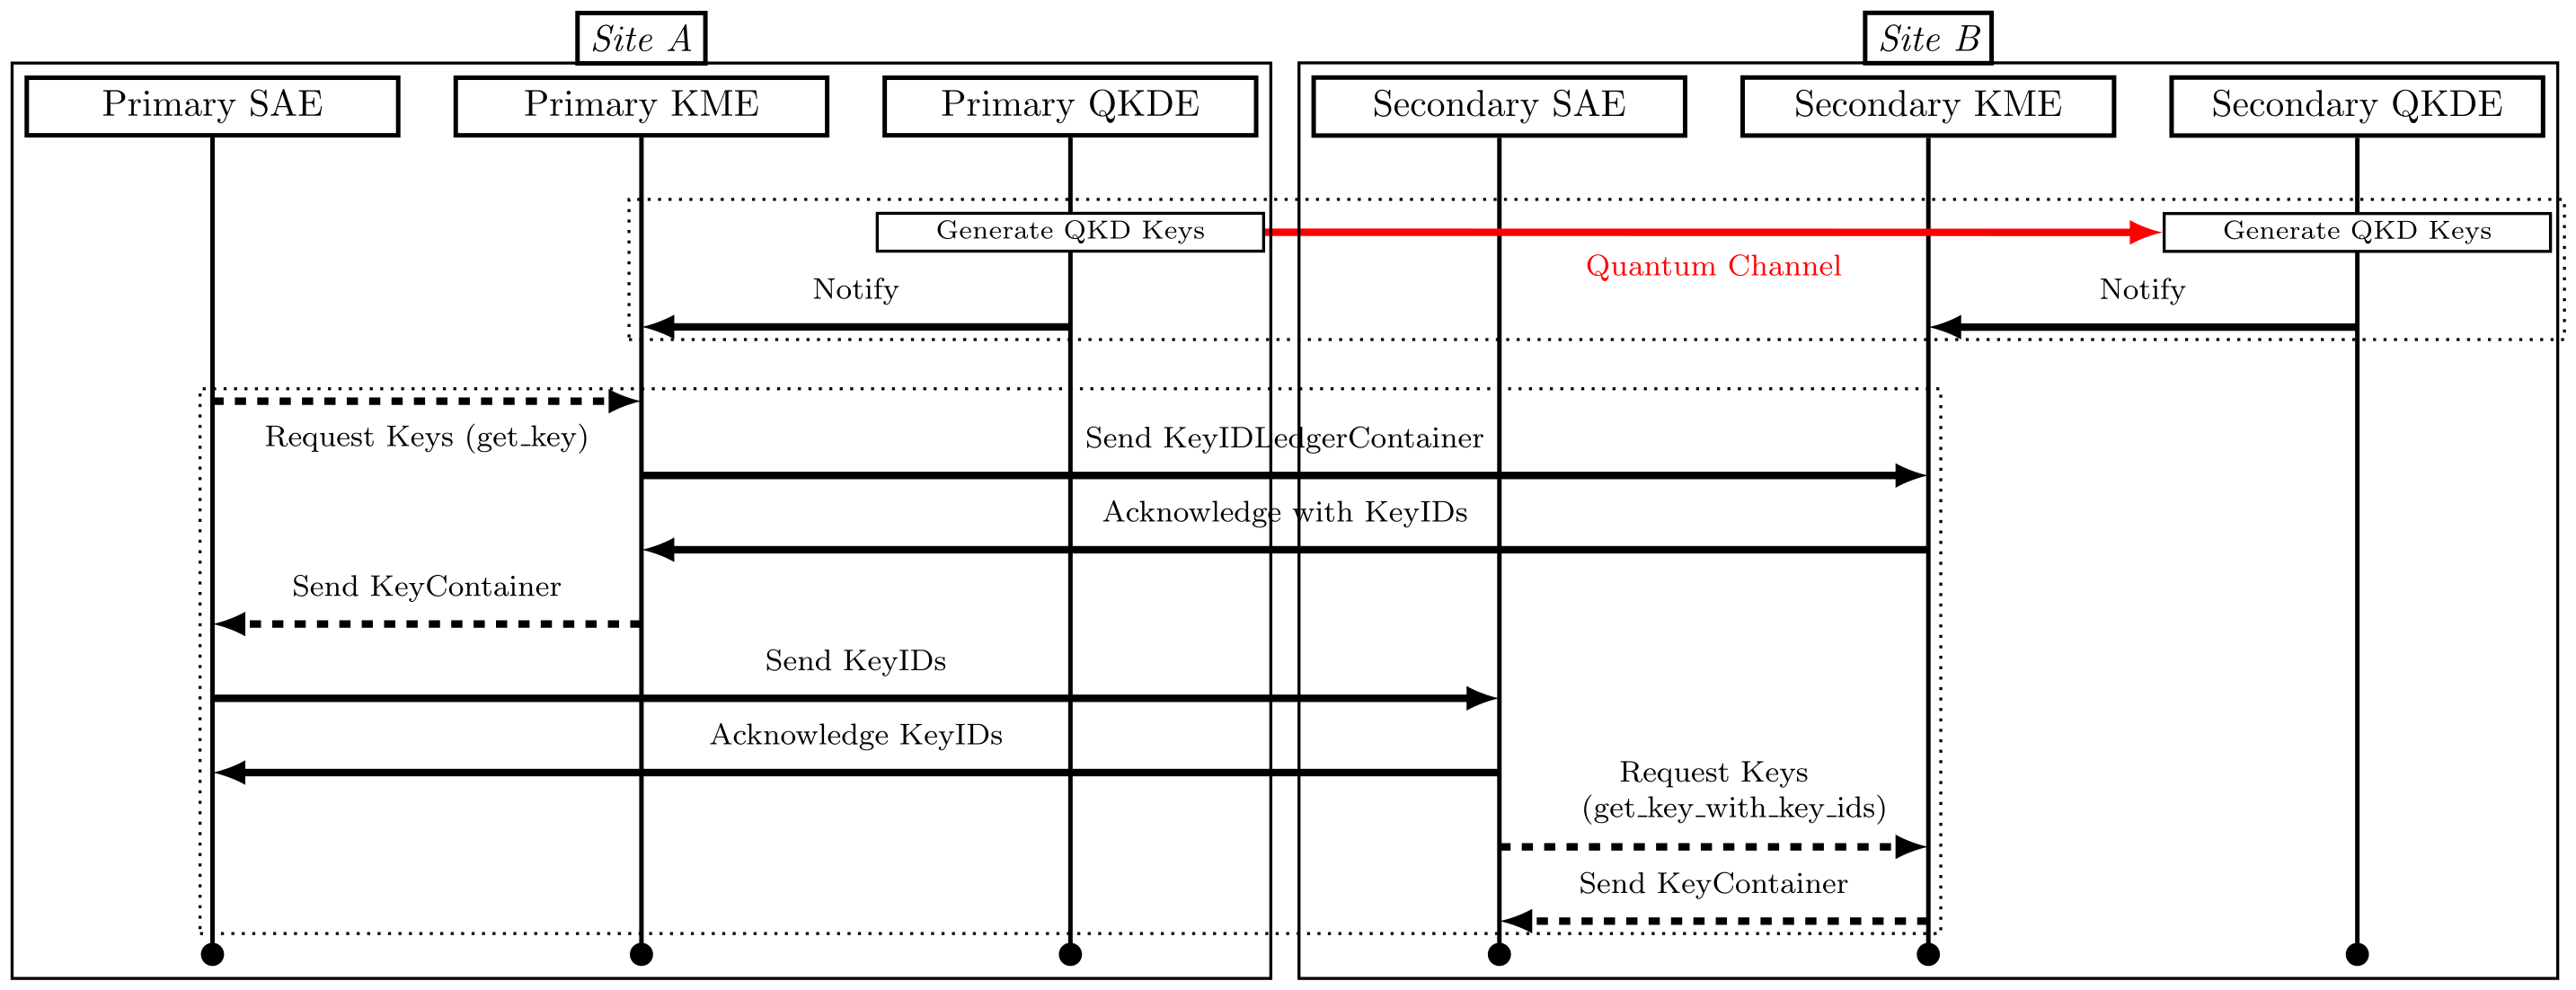 Site A
Site B
Primary SAE
Primary KME
Primary QKDE
Secondary SAE
Secondary KME
Secondary QKDE
Generate QKD Keys
Generate QKD Keys
Quantum Channel
Notify
Notify
Request Keys (get_key)
Send KeyIDLedgerContainer
Acknowledge with KeyIDs
Send KeyContainer
Send KeyIDs
Acknowledge KeyIDs
Request Keys
(get_key_with_key_ids)
Send KeyContainer